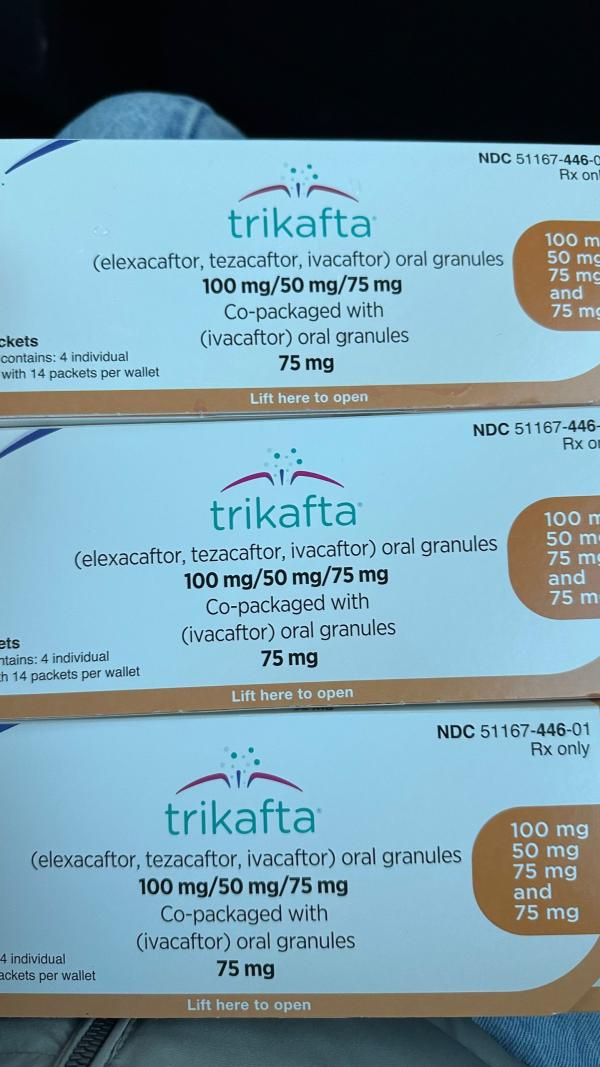 NDC 51167-446-0
Rx onl
trikafta
(elexacaftor, tezacaftor, ivacaftor) oral granules
100 mg/50 mg/75 mg
Co-packaged with
(ivacaftor) oral granules
75 mg
100 m
50 mg
75 mg
and
75 mg
ckets
contains: 4 individual
with 14 packets per wallet
Lift here to open
NDC 51167-446-
Rx on
trikafta
(elexacaftor, tezacaftor, ivacaftor) oral granules
100 mg/50 mg/75 mg
Co-packaged with
(ivacaftor) oral granules
75 mg
100 m
50 m
75 mg
and
75 m
ets
ntains: 4 individual
h 14 packets per wallet
Lift here to open
NDC 51167-446-01
Rx only
trikafta
(elexacaftor, tezacaftor, ivacaftor) oral granules
100 mg/50 mg/75 mg
Co-packaged with
(ivacaftor) oral granules
75 mg
100 mg
50 mg
75 mg
and
75 mg
4 individual
ackets per wallet
Lift here to open